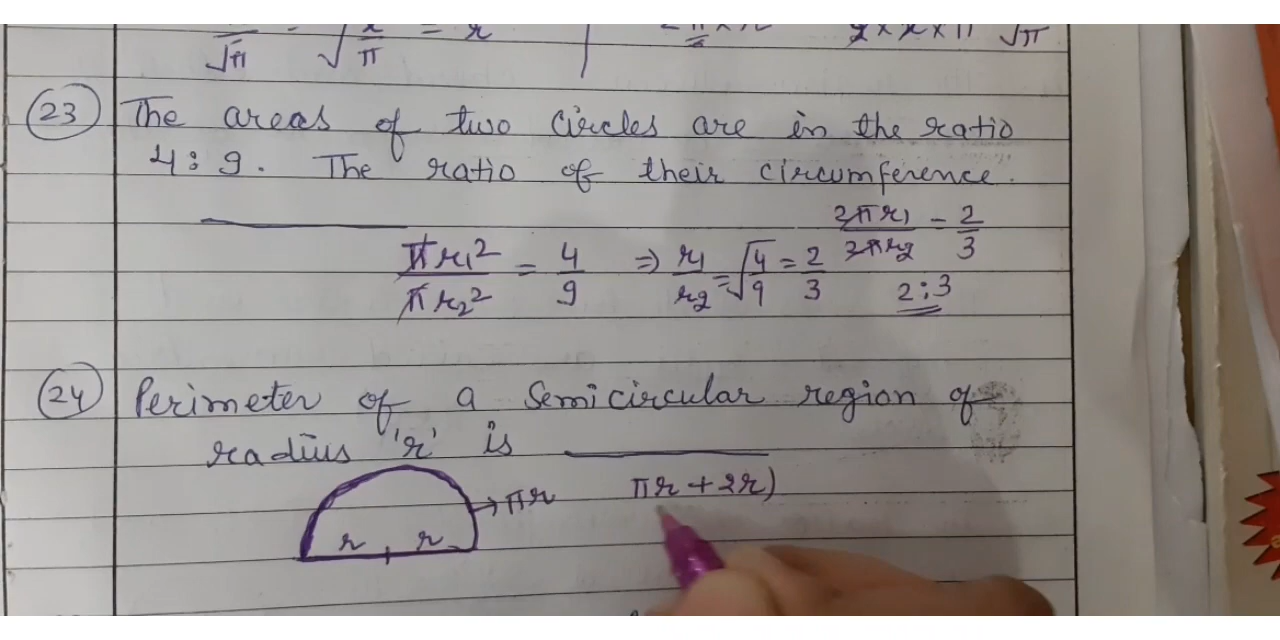 √π √x/π = r
(23) The areas of two circles are in the ratio
4:9. The ratio of their circumference.
πr₁²/πr₂² = 4/9 ⇒ r₁/r₂ = √4/9 = 2/3
2πr₁/2πr₂ = 2/3
2:3
(24) Perimeter of a Semicircular region of
radius 'r' is
→ πr πr + 2r)
r, r